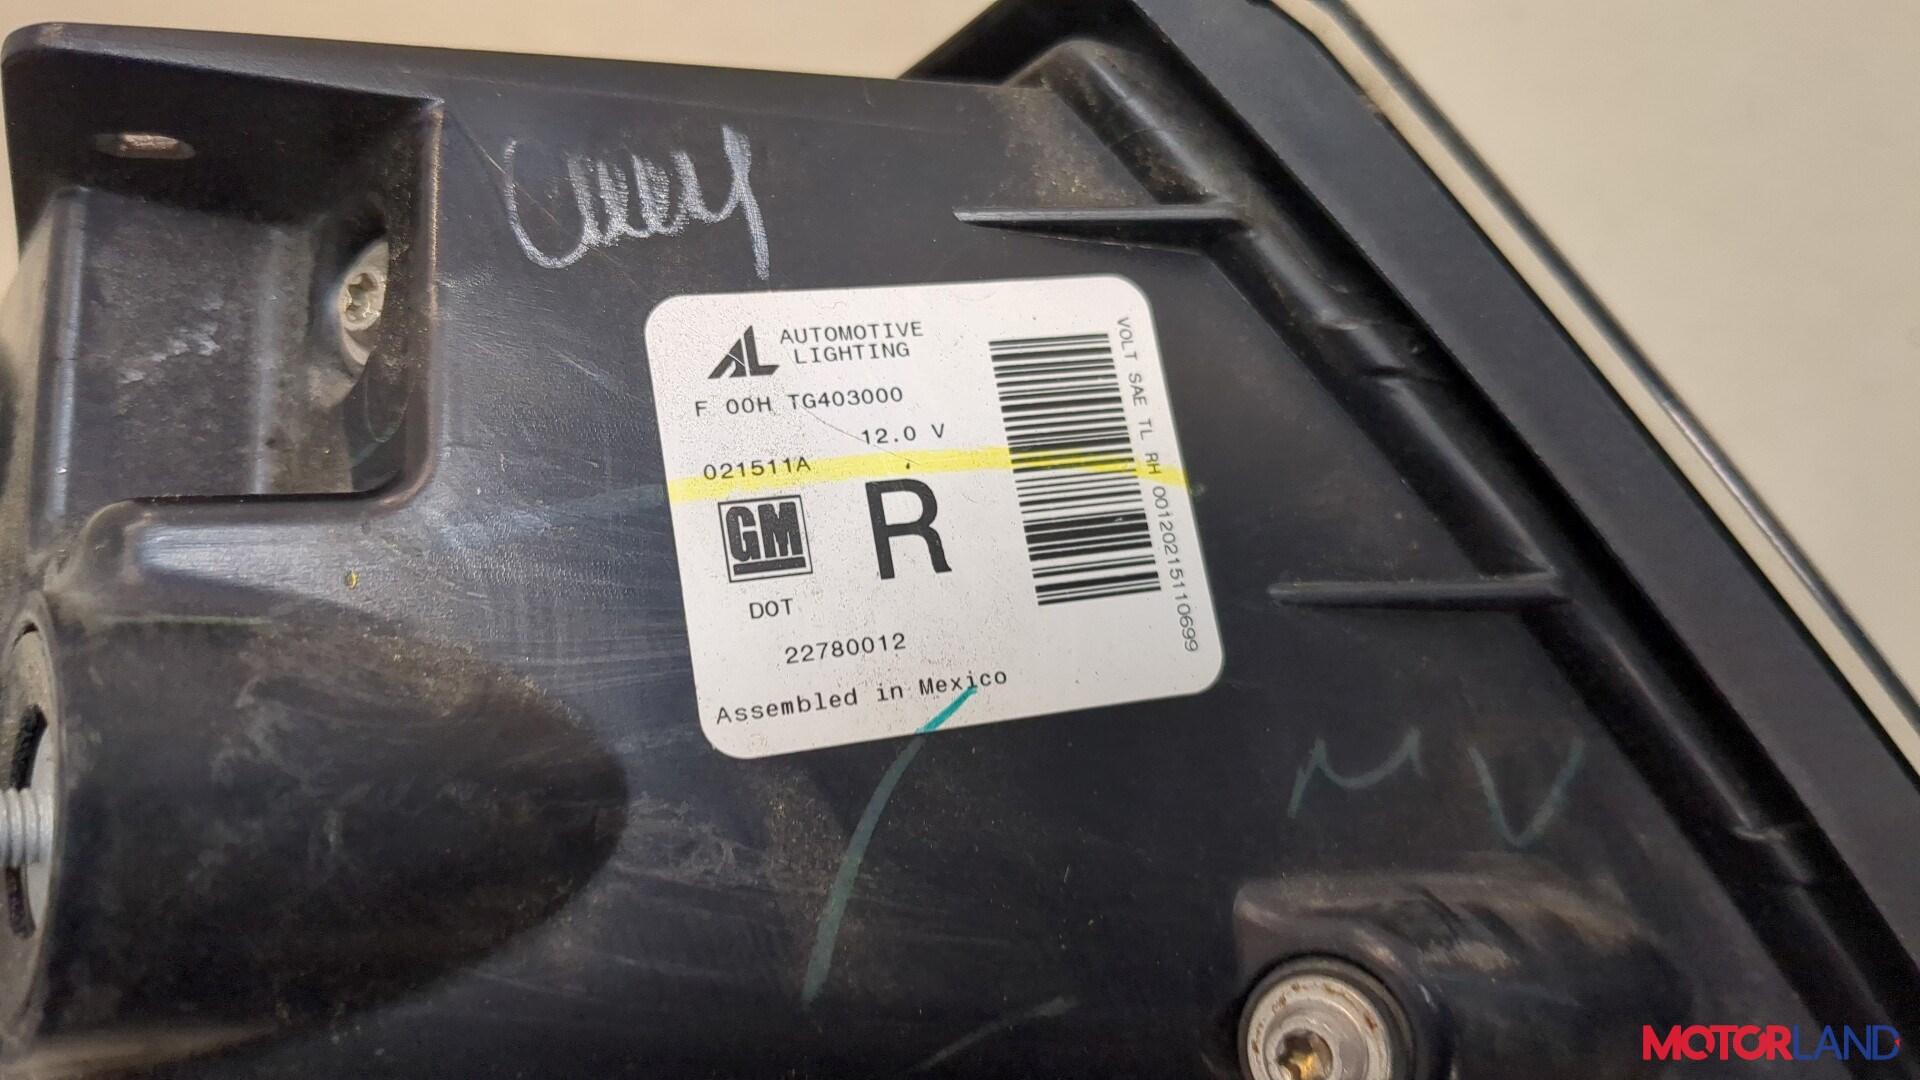 AL AUTOMOTIVE
LIGHTING
F 00H TG403000
12.0 V
021511A
GM R
DOT
22780012
Assembled in Mexico
VOLT SAE TL RH 00120215110699
MV
MOTORLAND